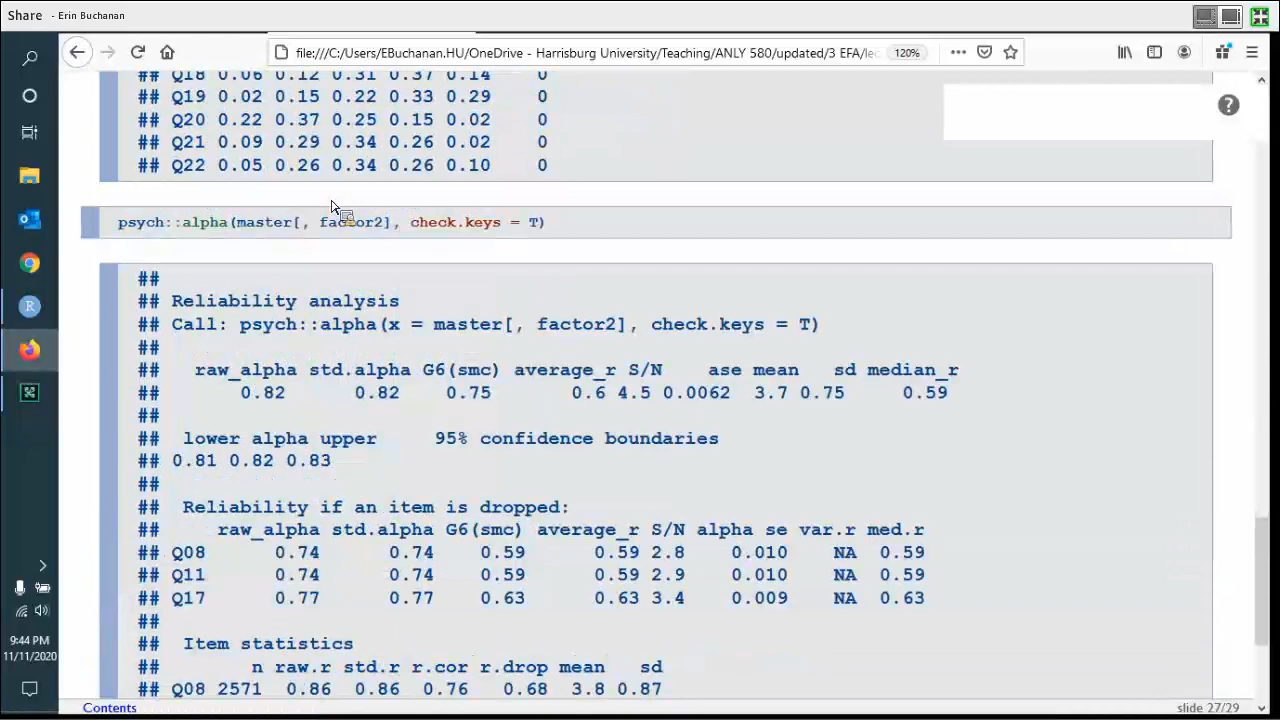 Share - Erin Buchanan
file:///C:/Users/EBuchanan.HU/OneDrive - Harrisburg University/Teaching/ANLY 580/updated/3 EFA/lec
120%
## Q18 0.06 0.12 0.31 0.37 0.14 0
## Q19 0.02 0.15 0.22 0.33 0.29 0
## Q20 0.22 0.37 0.25 0.15 0.02 0
## Q21 0.09 0.29 0.34 0.26 0.02 0
## Q22 0.05 0.26 0.34 0.26 0.10 0
psych::alpha(master[, factor2], check.keys = T)
##
## Reliability analysis
## Call: psych::alpha(x = master[, factor2], check.keys = T)
##
## raw_alpha std.alpha G6(smc) average_r S/N ase mean sd median_r
## 0.82 0.82 0.75 0.6 4.5 0.0062 3.7 0.75 0.59
##
## lower alpha upper 95% confidence boundaries
## 0.81 0.82 0.83
##
## Reliability if an item is dropped:
## raw_alpha std.alpha G6(smc) average_r S/N alpha se var.r med.r
## Q08 0.74 0.74 0.59 0.59 2.8 0.010 NA 0.59
## Q11 0.74 0.74 0.59 0.59 2.9 0.010 NA 0.59
## Q17 0.77 0.77 0.63 0.63 3.4 0.009 NA 0.63
##
## Item statistics
## n raw.r std.r r.cor r.drop mean sd
## Q08 2571 0.86 0.86 0.76 0.68 3.8 0.87
9:44 PM
11/11/2020
Contents
slide 27/29